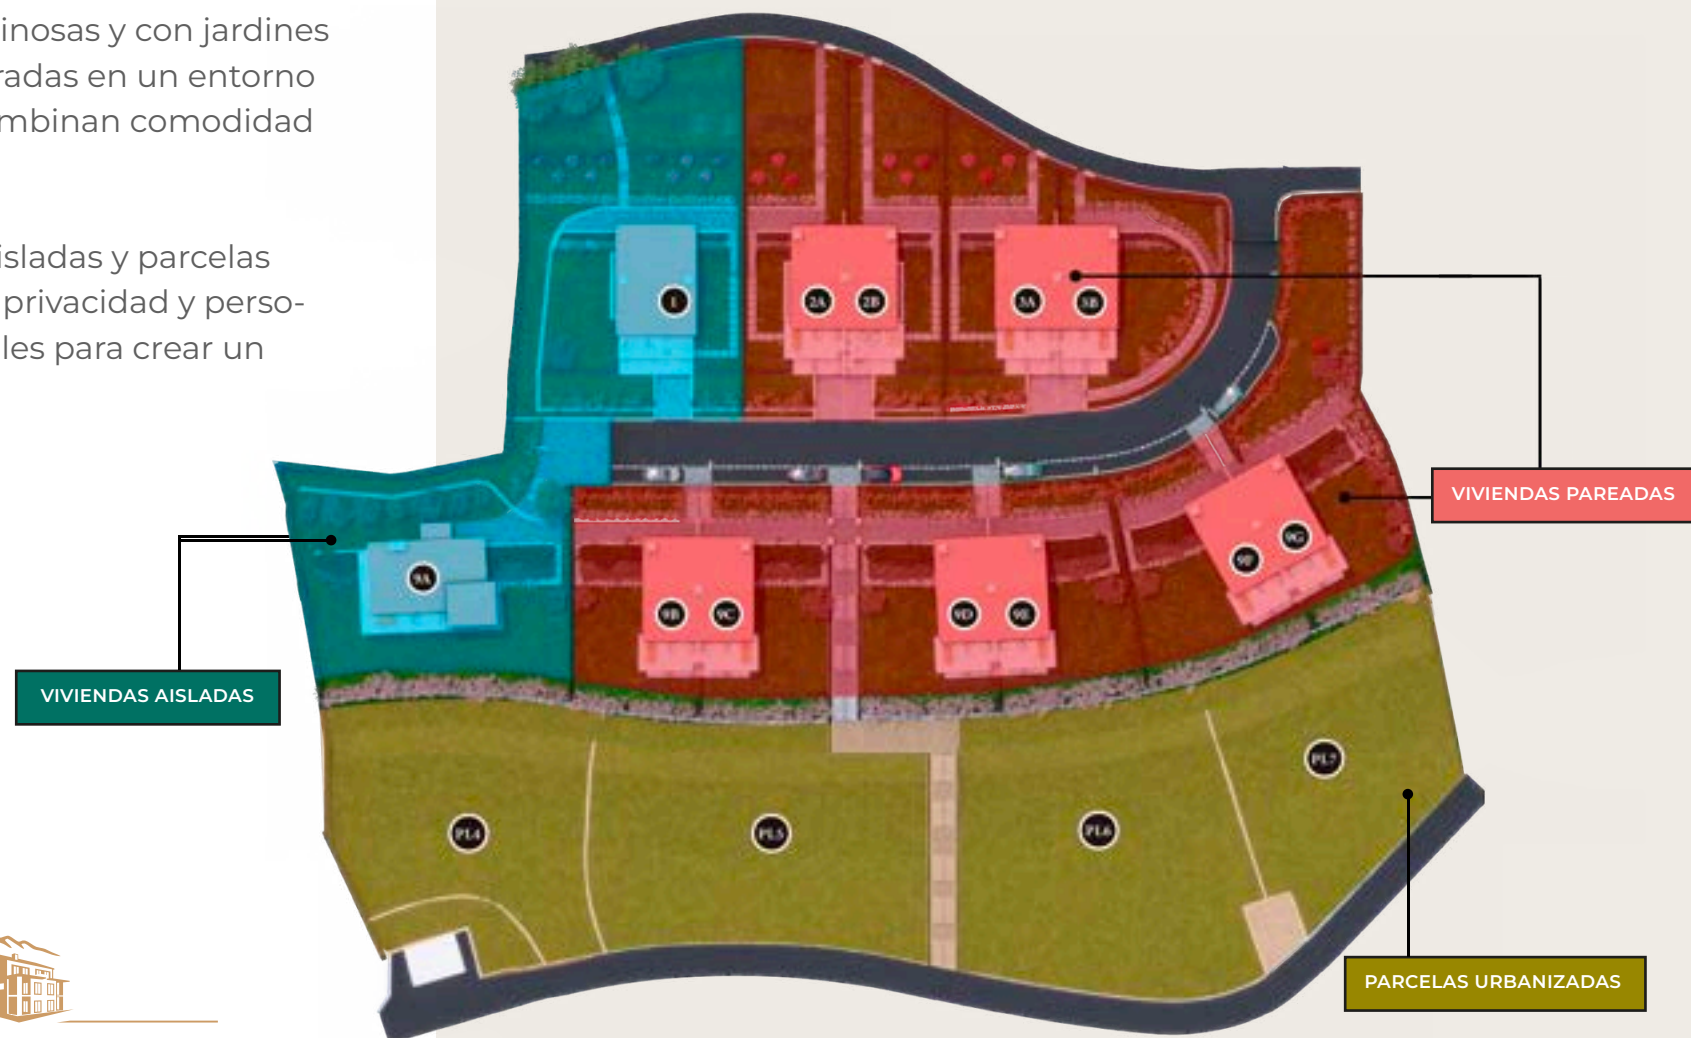 inosas y con jardines
radas en un entorno
mbinan comodidad
isladas y parcelas
privacidad y perso-
les para crear un
1
2A
2B
3A
3B
VIVIENDAS PAREADAS
9A
9B
9C
9D
9E
9F
9G
VIVIENDAS AISLADAS
PL4
PL5
PL6
PL7
PARCELAS URBANIZADAS